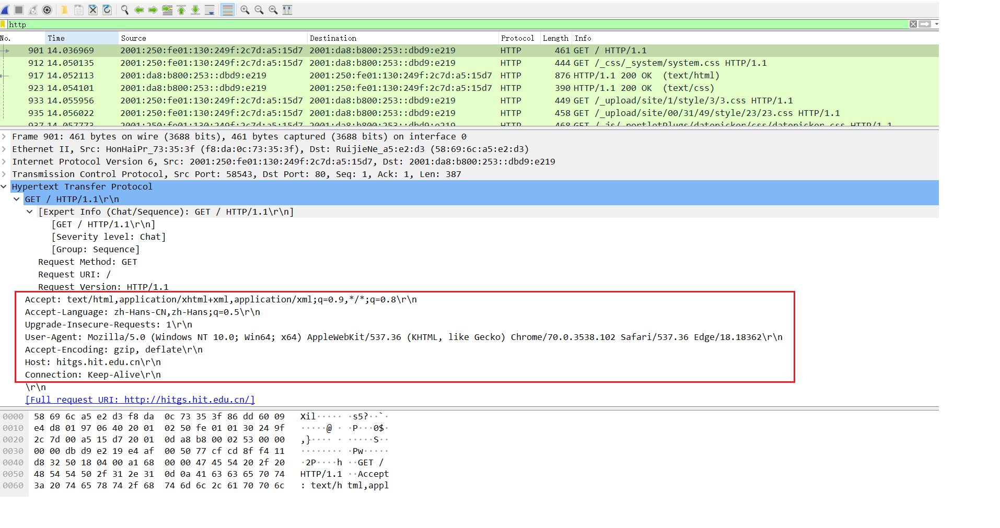 http
No. Time Source Destination Protocol Length Info
901 14.036969 2001:250:fe01:130:249f:2c7d:a5:15d7 2001:da8:b800:253::dbd9:e219 HTTP 461 GET / HTTP/1.1
912 14.050135 2001:250:fe01:130:249f:2c7d:a5:15d7 2001:da8:b800:253::dbd9:e219 HTTP 444 GET /_css/_system/system.css HTTP/1.1
917 14.052113 2001:da8:b800:253::dbd9:e219 2001:250:fe01:130:249f:2c7d:a5:15d7 HTTP 876 HTTP/1.1 200 OK  (text/html)
923 14.054101 2001:da8:b800:253::dbd9:e219 2001:250:fe01:130:249f:2c7d:a5:15d7 HTTP 390 HTTP/1.1 200 OK  (text/css)
933 14.055956 2001:250:fe01:130:249f:2c7d:a5:15d7 2001:da8:b800:253::dbd9:e219 HTTP 449 GET /_upload/site/1/style/3/3.css HTTP/1.1
935 14.056022 2001:250:fe01:130:249f:2c7d:a5:15d7 2001:da8:b800:253::dbd9:e219 HTTP 458 GET /_upload/site/00/31/49/style/23/23.css HTTP/1.1
937 14.057773 2001:250:fe01:130:249f:2c7d:a5:15d7 2001:da8:b800:253::dbd9:e219 HTTP 468 GET /_js/_portletPlugs/datepicker/css/datepicker.css HTTP/1.1
Frame 901: 461 bytes on wire (3688 bits), 461 bytes captured (3688 bits) on interface 0
Ethernet II, Src: HonHaiPr_73:35:3f (f8:da:0c:73:35:3f), Dst: RuijieNe_a5:e2:d3 (58:69:6c:a5:e2:d3)
Internet Protocol Version 6, Src: 2001:250:fe01:130:249f:2c7d:a5:15d7, Dst: 2001:da8:b800:253::dbd9:e219
Transmission Control Protocol, Src Port: 58543, Dst Port: 80, Seq: 1, Ack: 1, Len: 387
Hypertext Transfer Protocol
GET / HTTP/1.1\r\n
[Expert Info (Chat/Sequence): GET / HTTP/1.1\r\n]
[GET / HTTP/1.1\r\n]
[Severity level: Chat]
[Group: Sequence]
Request Method: GET
Request URI: /
Request Version: HTTP/1.1
Accept: text/html,application/xhtml+xml,application/xml;q=0.9,*/*;q=0.8\r\n
Accept-Language: zh-Hans-CN,zh-Hans;q=0.5\r\n
Upgrade-Insecure-Requests: 1\r\n
User-Agent: Mozilla/5.0 (Windows NT 10.0; Win64; x64) AppleWebKit/537.36 (KHTML, like Gecko) Chrome/70.0.3538.102 Safari/537.36 Edge/18.18362\r\n
Accept-Encoding: gzip, deflate\r\n
Host: hitgs.hit.edu.cn\r\n
Connection: Keep-Alive\r\n
\r\n
[Full request URI: http://hitgs.hit.edu.cn/]
0000 58 69 6c a5 e2 d3 f8 da 0c 73 35 3f 86 dd 60 09 Xil····· ·s5?··`·
0010 e4 d8 01 97 06 40 20 01 02 50 fe 01 01 30 24 9f ·····@ · ·P···0$·
0020 2c 7d 00 a5 15 d7 20 01 0d a8 b8 00 02 53 00 00 ,}···· · ·····S··
0030 00 00 db d9 e2 19 e4 af 00 50 77 cf cd 8f f4 11 ········ ·Pw·····
0040 d8 32 50 18 04 00 a1 68 00 00 47 45 54 20 2f 20 ·2P····h ··GET /
0050 48 54 54 50 2f 31 2e 31 0d 0a 41 63 63 65 70 74 HTTP/1.1 ··Accept
0060 3a 20 74 65 78 74 2f 68 74 6d 6c 2c 61 70 70 6c : text/h tml,appl